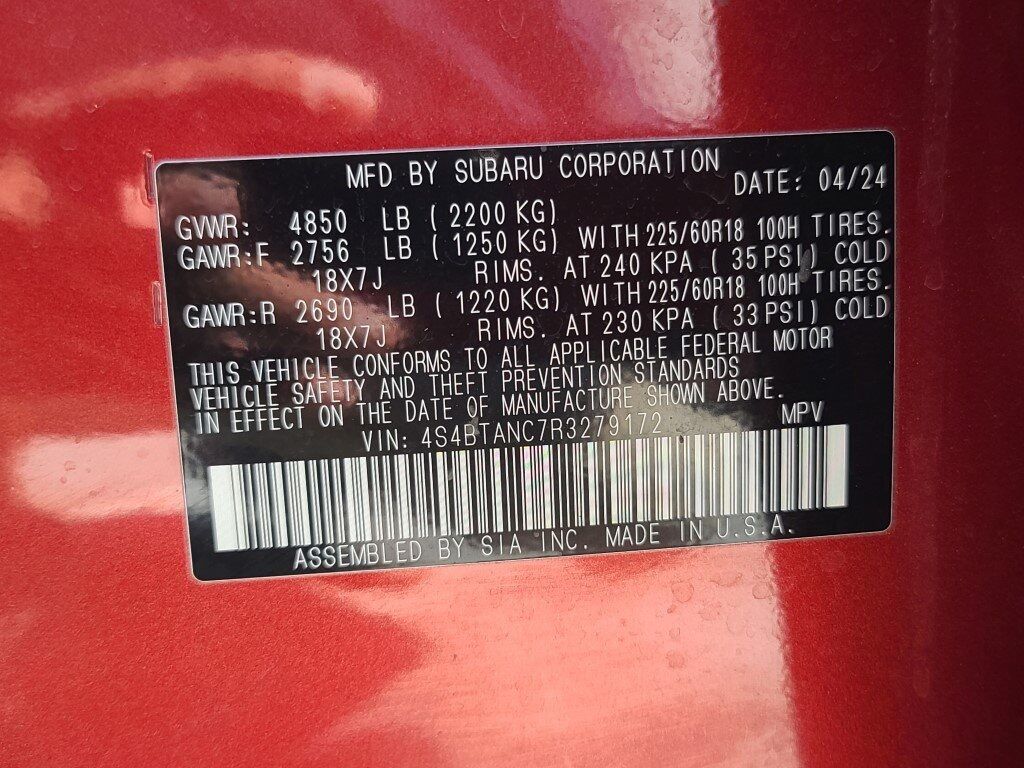 MFD BY SUBARU CORPORATION DATE: 04/24
GVWR: 4850 LB (2200 KG)
GAWR:F 2756 LB (1250 KG) WITH 225/60R18 100H TIRES.
18X7J RIMS. AT 240 KPA (35 PSI) COLD
GAWR:R 2690 LB (1220 KG) WITH 225/60R18 100H TIRES.
18X7J RIMS. AT 230 KPA (33 PSI) COLD
THIS VEHICLE CONFORMS TO ALL APPLICABLE FEDERAL MOTOR
VEHICLE SAFETY AND THEFT PREVENTION STANDARDS
IN EFFECT ON THE DATE OF MANUFACTURE SHOWN ABOVE.
VIN: 4S4BTANC7R3279172 MPV
ASSEMBLED BY SIA INC. MADE IN U.S.A.